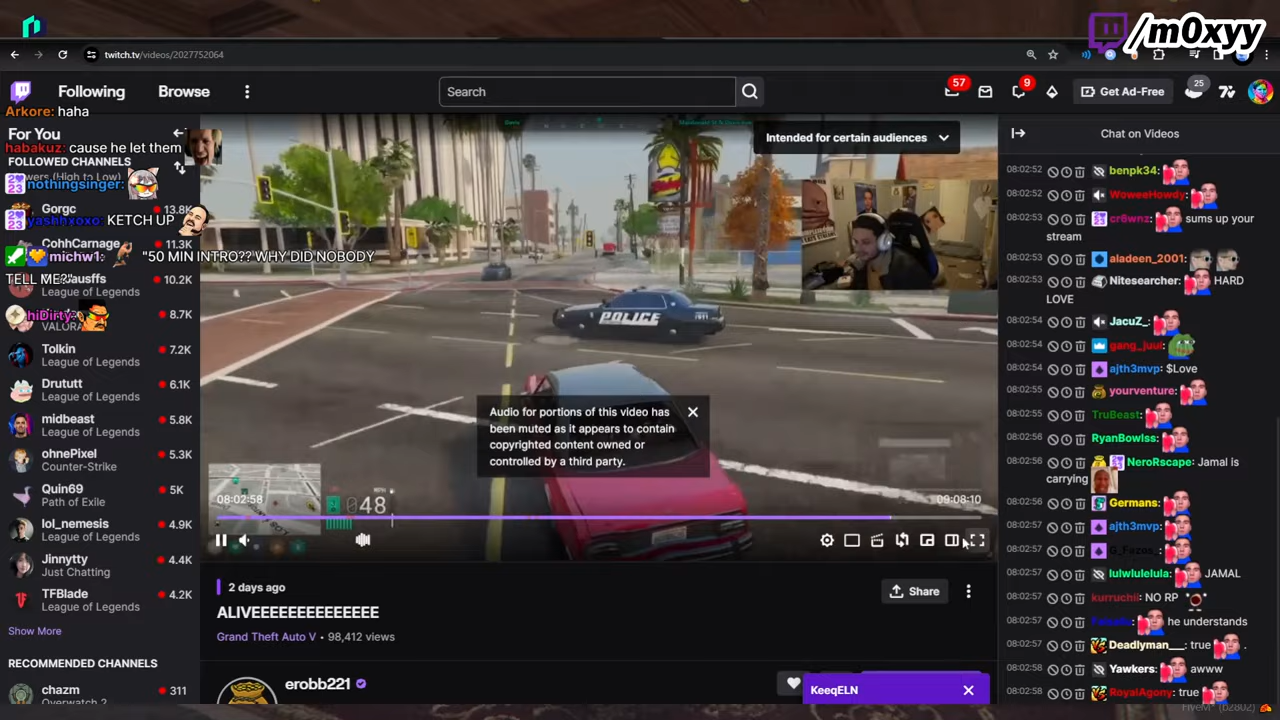 /m0xyy
twitch.tv/videos/2027752064
Following
Browse
Search
57
9
Get Ad-Free
25
Arkore: haha
For You
habakuz: cause he let them
FOLLOWED CHANNELS
nothingsinger:
Gorgc
13.8K
yashhxoxo: KETCH UP
CohhCarnage
11.3K
michw1: "50 MIN INTRO?? WHY DID NOBODY
TELL ME?"
10.2K
League of Legends
hiDirty:
8.7K
VALORA
Tolkin
7.2K
League of Legends
Drututt
6.1K
League of Legends
midbeast
5.8K
League of Legends
ohnePixel
5.3K
Counter-Strike
Quin69
5K
Path of Exile
lol_nemesis
4.9K
League of Legends
Jinnytty
4.4K
Just Chatting
TFBlade
4.2K
League of Legends
Show More
RECOMMENDED CHANNELS
chazm
311
Overwatch 2
Intended for certain audiences
POLICE
Audio for portions of this video has
been muted as it appears to contain
copyrighted content owned or
controlled by a third party.
08:02:58
048
09:08:10
2 days ago
Share
ALIVEEEEEEEEEEEEEE
Grand Theft Auto V • 98,412 views
erobb221
KeeqELN
Chat on Videos
08:02:52 benpk34:
08:02:52 WoweaHowdy:
08:02:53 cr6wnz: sums up your
stream
08:02:53 aladeen_2001:
08:02:53 Nitesearcher: HARD
LOVE
08:02:54 JacuZ_:
08:02:54 gang_juui:
08:02:54 ajth3mvp: $Love
08:02:55 yourventure:
08:02:55 TruBeast:
08:02:56 RyanBowlss:
08:02:56 NeroRscape: Jamal is
carrying
08:02:56 Germans:
08:02:57 ajth3mvp:
08:02:57
08:02:57 lulwlulelula: JAMAL
08:02:57 kurruchii: NO RP
08:02:57 he understands
08:02:57 Deadlyman___: true .
08:02:58 Yawkers: awww
08:02:58 RoyalAgony: true